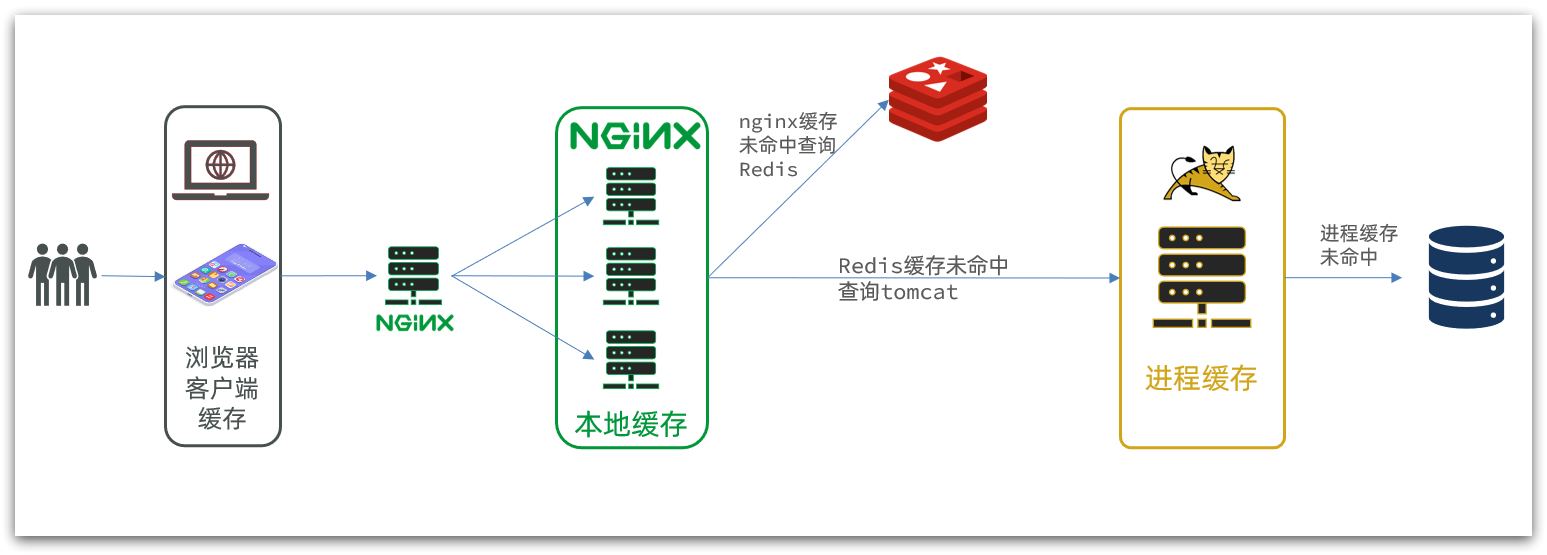 浏览器
客户端
缓存
NGINX
NGINX
本地缓存
nginx缓存
未命中查询
Redis
Redis缓存未命中
查询tomcat
进程缓存
进程缓存
未命中